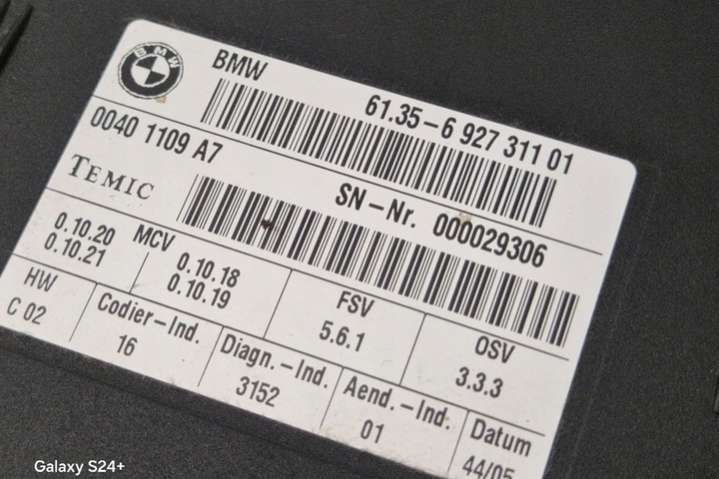 BMW
BMW 61.35-6 927 311 01
0040 1109 A7
TEMIC SN-Nr. 000029306
0.10.20 MCV 0.10.18
0.10.21 0.10.19
FSV OSV
5.6.1 3.3.3
HW Codier-Ind. Diagn.-Ind. Aend.-Ind. Datum
C 02 16 3152 01 44/05
Galaxy S24+